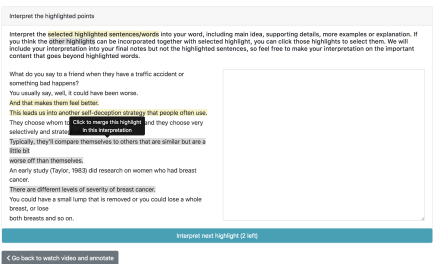 Interpret the highlighted points
Interpret the selected highlighted sentences/words into your word, including main idea, supporting details, more examples or explanation. If
you think the other highlights can be incorporated together with selected highlight, you can click those highlights to select them. We will
include your interpretation into your final notes but not the highlighted sentences, so feel free to make your interpretation on the important
content that goes beyond highlighted words.
What do you say to a friend when they have a traffic accident or
something bad happens?
You usually say, well, it could have been worse.
And that makes them feel better.
This leads us into another self-deception strategy that people often use.
They choose whom to
Click to merge this highlight
and they choose very
selectively and
in this interpretation
Typically, they'll compare themselves to others that are similar but are a
little bit
worse off than themselves.
An early study (Taylor, 1983) did research on women who had breast
cancer.
There are different levels of severity of breast cancer.
You could have a small lump that is removed or you could lose a whole
breast, or lose
both breasts and so on.
Interpret next highlight (2 left)
< Go back to watch video and annotate